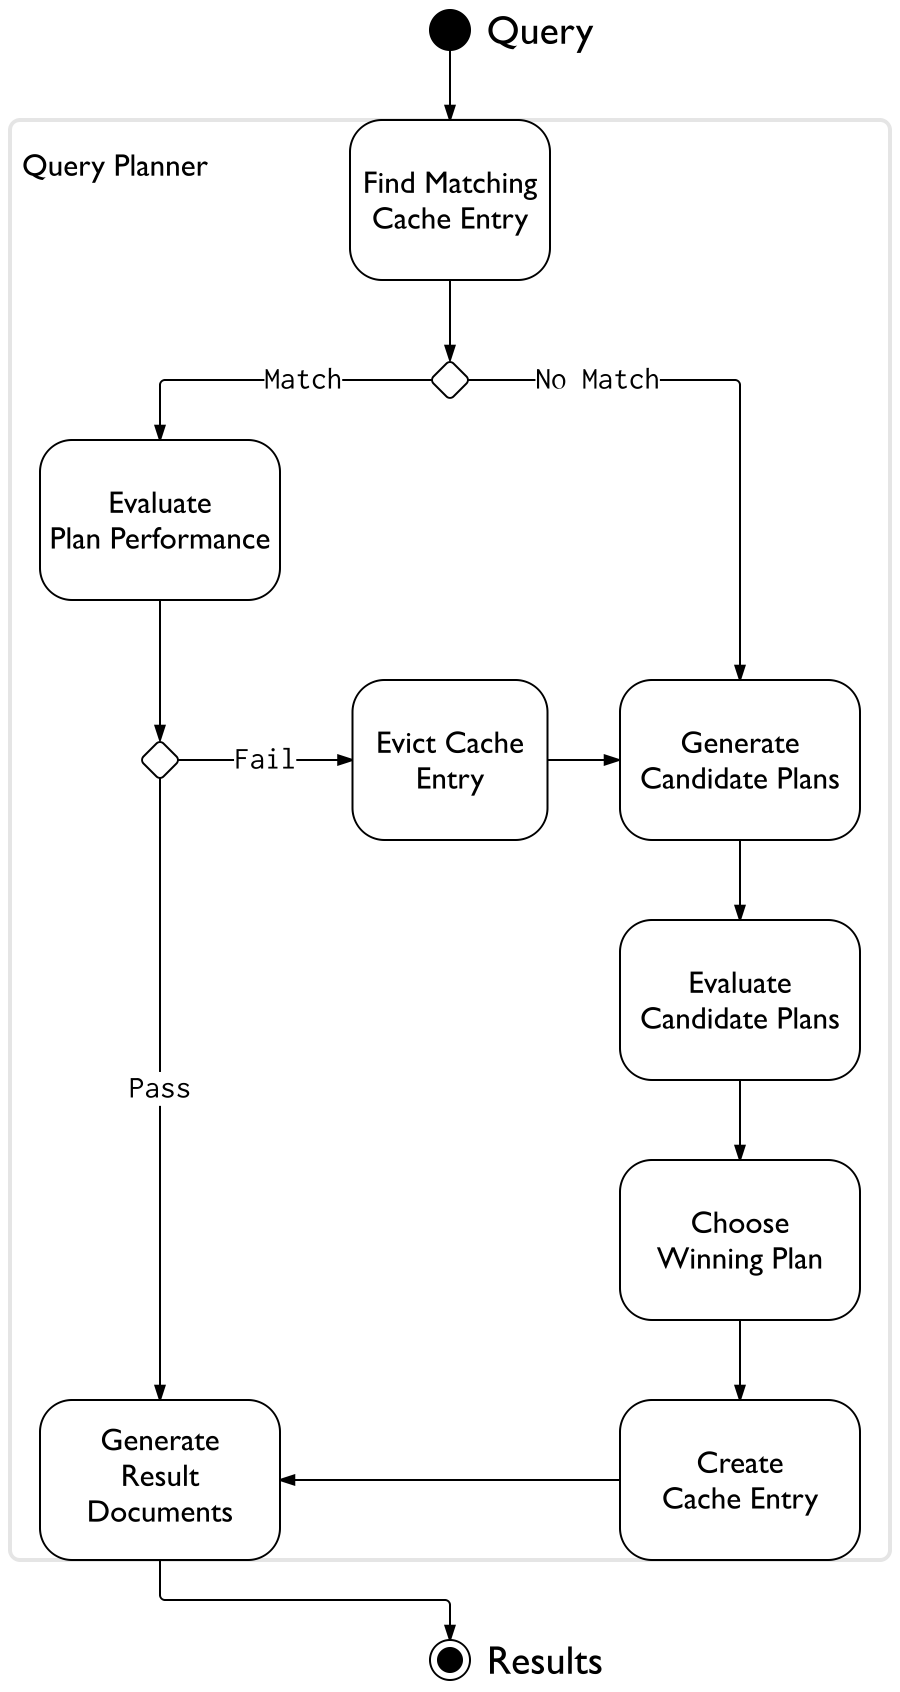 Query
Query Planner
Find Matching
Cache Entry
Match
No Match
Evaluate
Plan Performance
Fail
Evict Cache
Entry
Generate
Candidate Plans
Evaluate
Candidate Plans
Pass
Choose
Winning Plan
Generate
Result
Documents
Create
Cache Entry
Results